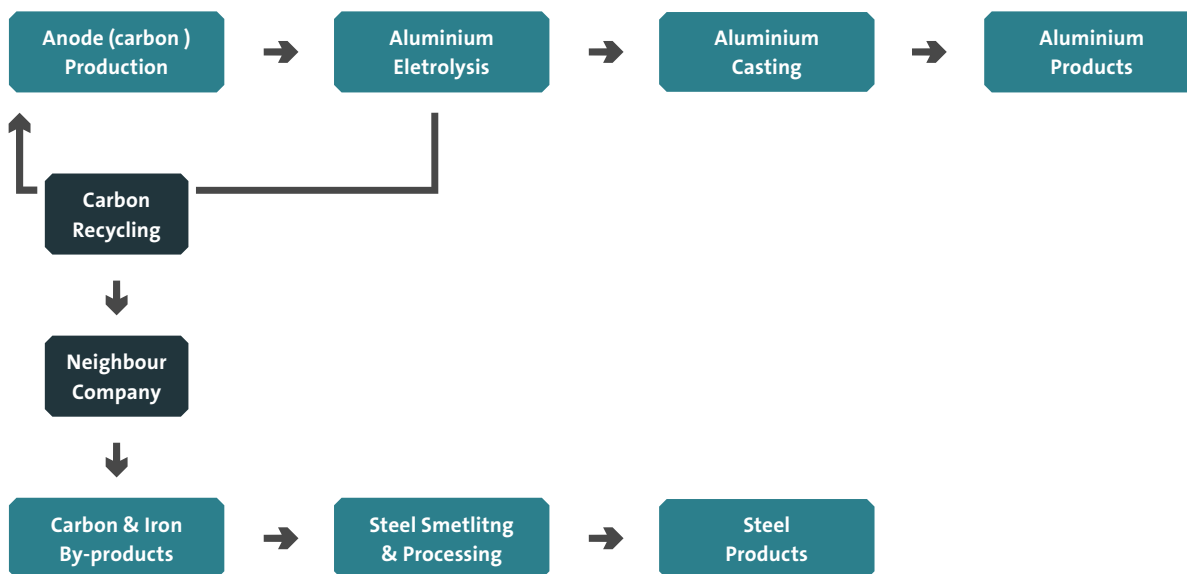 Anode (carbon )
Production
Aluminium
Eletrolysis
Aluminium
Casting
Aluminium
Products
Carbon
Recycling
Neighbour
Company
Carbon & Iron
By-products
Steel Smetlitng
& Processing
Steel
Products